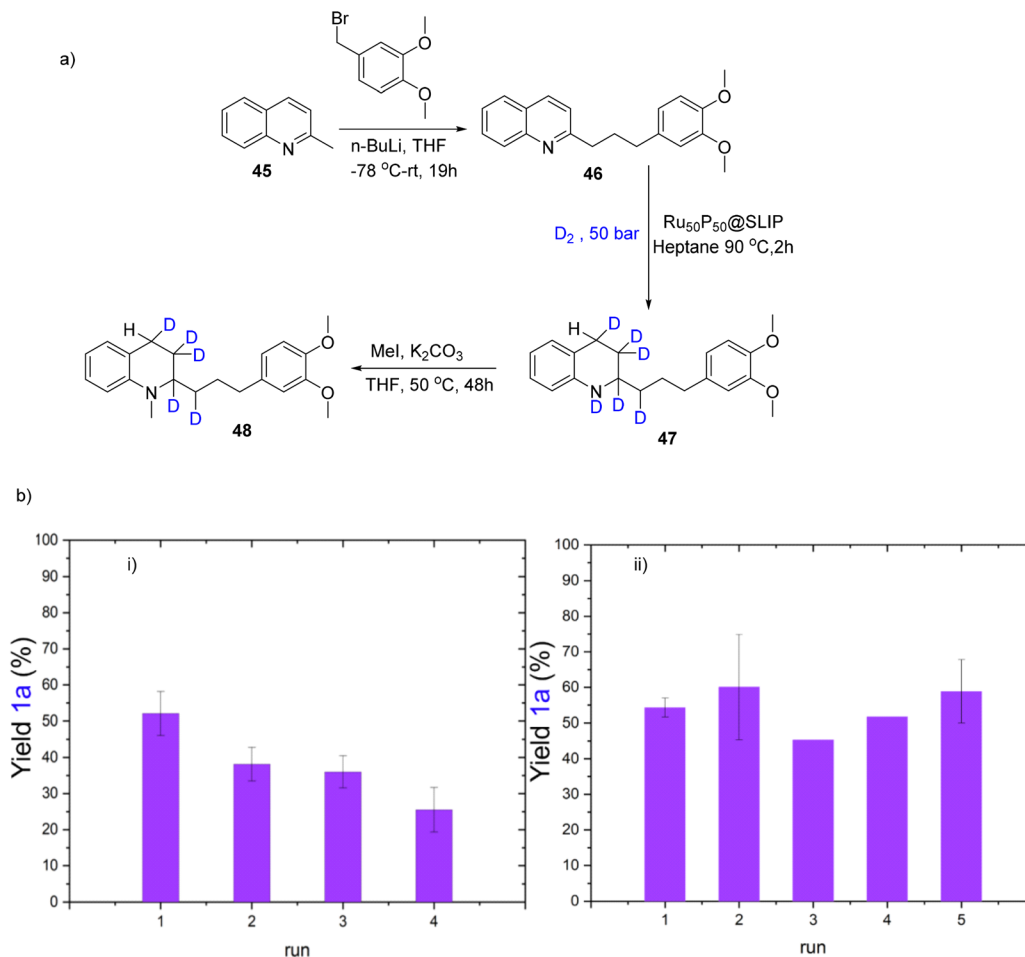 a)
Br
O
O
N
45
n-BuLi, THF
-78 °C-rt, 19h
N
46
O
O
D₂ , 50 bar
Ru₅₀P₅₀@SLIP
Heptane 90 °C,2h
H
D
D
D
N
D
D
48
O
O
MeI, K₂CO₃
THF, 50 °C, 48h
H
D
D
D
N
D
D
D
47
O
O
b)
i)
Yield 1a (%)
100
90
80
70
60
50
40
30
20
10
0
1 2 3 4
run
ii)
Yield 1a (%)
100
90
80
70
60
50
40
30
20
10
0
1 2 3 4 5
run